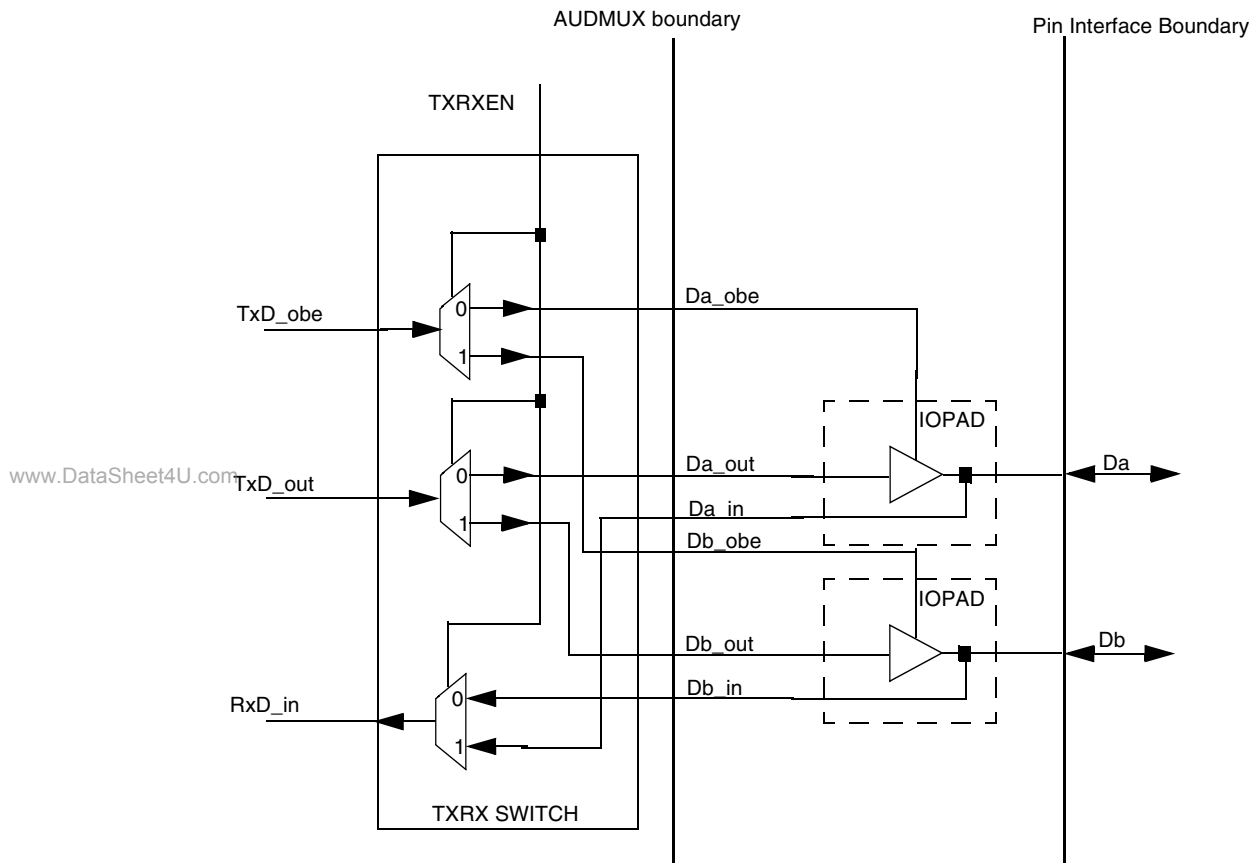 AUDMUX boundary
Pin Interface Boundary
TXRXEN
TxD_obe
0
1
Da_obe
IOPAD
www.DataSheet4U.com
TxD_out
0
1
Da_out
Da
Da_in
Db_obe
IOPAD
Db_out
Db
RxD_in
0
1
Db_in
TXRX SWITCH